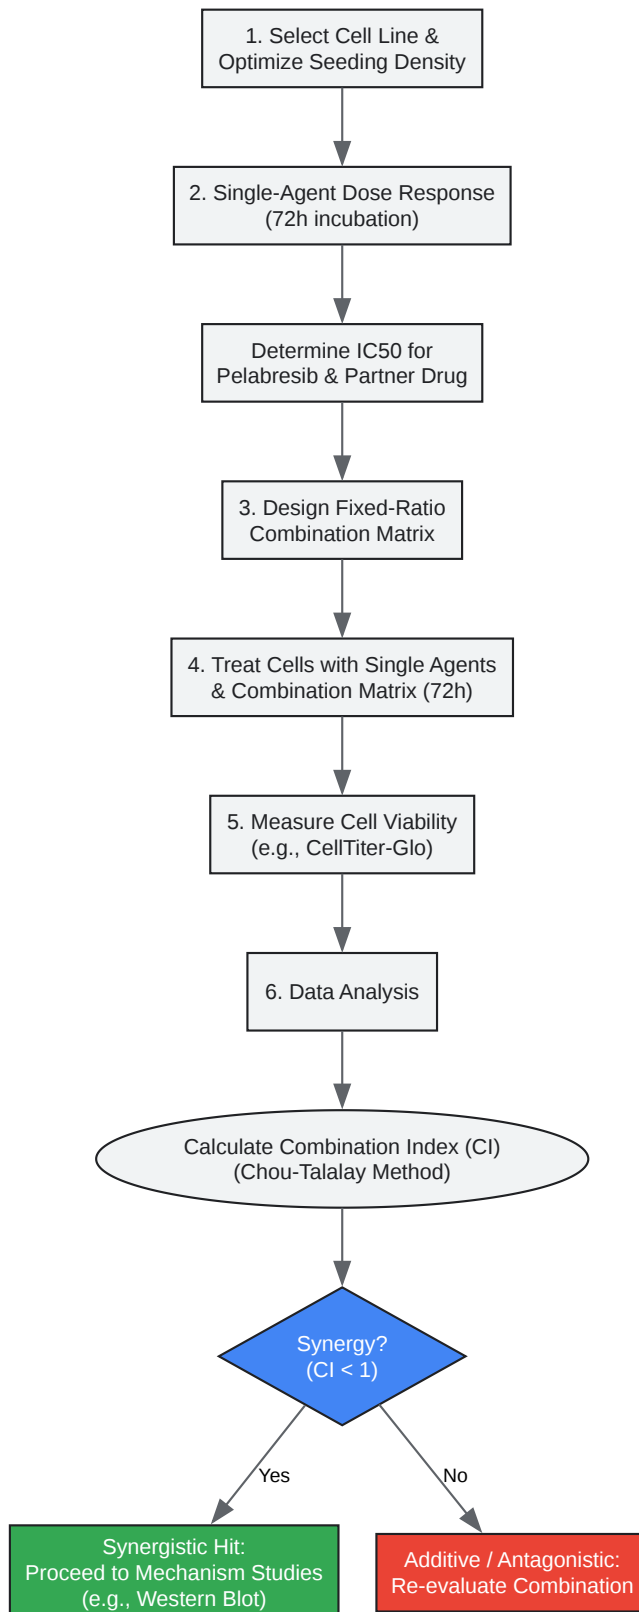 1. Select Cell Line &
Optimize Seeding Density
2. Single-Agent Dose Response
(72h incubation)
Determine IC50 for
Pelabresib & Partner Drug
3. Design Fixed-Ratio
Combination Matrix
4. Treat Cells with Single Agents
& Combination Matrix (72h)
5. Measure Cell Viability
(e.g., CellTiter-Glo)
6. Data Analysis
Calculate Combination Index (CI)
(Chou-Talalay Method)
Synergy?
(CI < 1)
Yes
No
Synergistic Hit:
Proceed to Mechanism Studies
(e.g., Western Blot)
Additive / Antagonistic:
Re-evaluate Combination